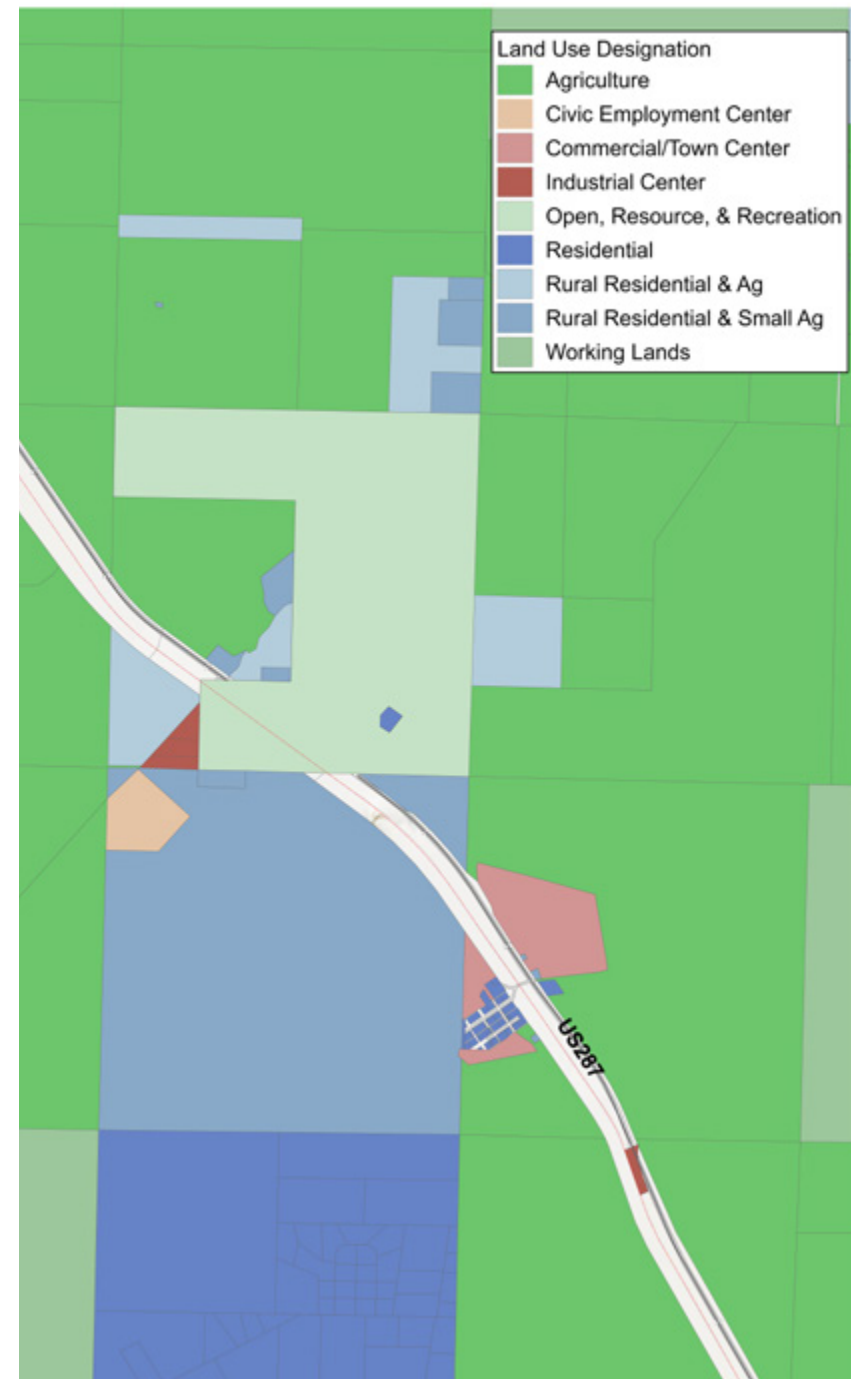 Land Use Designation
Agriculture
Civic Employment Center
Commercial/Town Center
Industrial Center
Open, Resource, & Recreation
Residential
Rural Residential & Ag
Rural Residential & Small Ag
Working Lands
US287